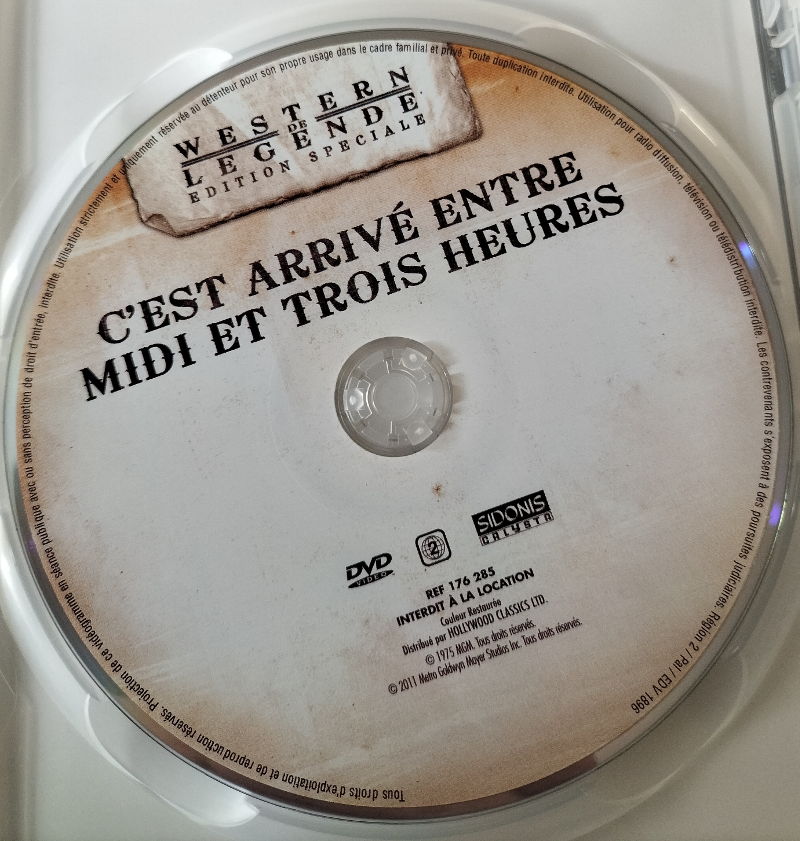 WESTERN
DE
LEGENDE
EDITION SPECIALE
C'EST ARRIVÉ ENTRE
MIDI ET TROIS HEURES
DVD
VIDEO
2
SIDONIS
CALYSTA
REF 176 285
INTERDIT À LA LOCATION
Couleur Restaurée
Distribué par HOLLYWOOD CLASSICS LTD.
© 1975 MGM. Tous droits réservés.
© 2011 Metro Goldwyn Mayer Studios Inc. Tous droits réservés.
Tous droits d'exploitation et de reproduction réservés. Projection de ce vidéogramme en séance publique avec ou sans perception de droit d'entrée, interdite. Utilisation strictement et uniquement réservée au détenteur pour son propre usage dans le cadre familial et privé. Toute duplication interdite. Utilisation pour radio diffusion, télévision ou télédistribution interdite. Les contrevenants s'exposent à des poursuites judiciaires. Région 2 / Pal / EDV 1896